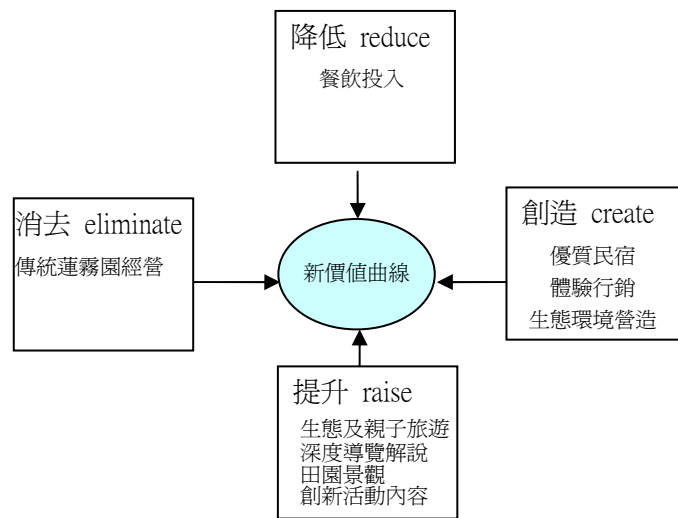 降低 reduce
餐飲投入
消去 eliminate
傳統蓮霧園經營
新價值曲線
創造 create
優質民宿
體驗行銷
生態環境營造
提升 raise
生態及親子旅遊
深度導覽解說
田園景觀
創新活動內容